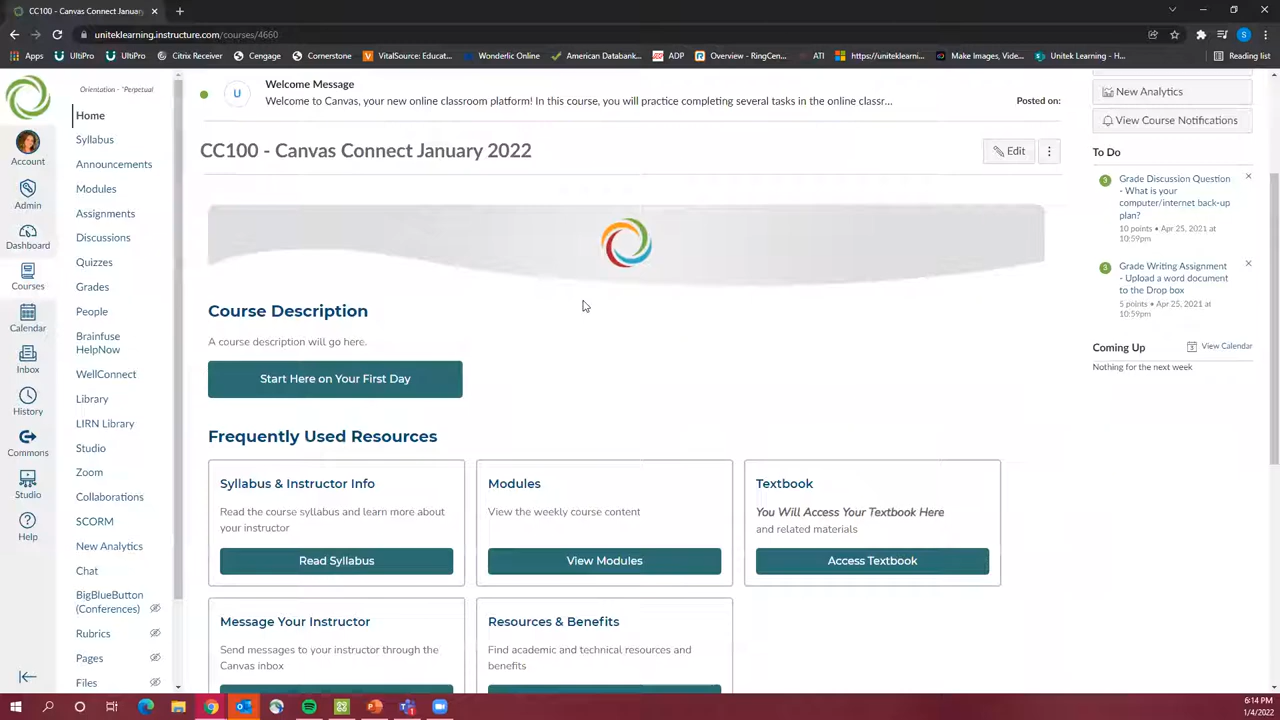 CC100 - Canvas Connect January
uniteklearning.instructure.com/courses/4660
Apps
UltiPro
UltiPro
Citrix Receiver
Cengage
Cornerstone
VitalSource: Educat...
Wonderlic Online
American Databank...
ADP
Overview - RingCen...
ATI
https://uniteklearni...
Make Images, Vide...
Unitek Learning - H...
Reading list
Account
Admin
Dashboard
Courses
Calendar
Inbox
History
Commons
Studio
Help
Orientation - "Perpetual
Home
Syllabus
Announcements
Modules
Assignments
Discussions
Quizzes
Grades
People
Brainfuse
HelpNow
WellConnect
Library
LIRN Library
Studio
Zoom
Collaborations
SCORM
New Analytics
Chat
BigBlueButton
(Conferences)
Rubrics
Pages
Files
U
Welcome Message
Welcome to Canvas, your new online classroom platform! In this course, you will practice completing several tasks in the online classr...
Posted on:
CC100 - Canvas Connect January 2022
Edit
Course Description
A course description will go here.
Start Here on Your First Day
Frequently Used Resources
Syllabus & Instructor Info
Read the course syllabus and learn more about
your instructor
Read Syllabus
Modules
View the weekly course content
View Modules
Textbook
You Will Access Your Textbook Here
and related materials
Access Textbook
Message Your Instructor
Send messages to your instructor through the
Canvas inbox
Resources & Benefits
Find academic and technical resources and
benefits
New Analytics
View Course Notifications
To Do
3
Grade Discussion Question
- What is your
computer/internet back-up
plan?
10 points • Apr 25, 2021 at
10:59pm
3
Grade Writing Assignment
- Upload a word document
to the Drop box
5 points • Apr 25, 2021 at
10:59pm
Coming Up
View Calendar
Nothing for the next week
6:14 PM
1/4/2022